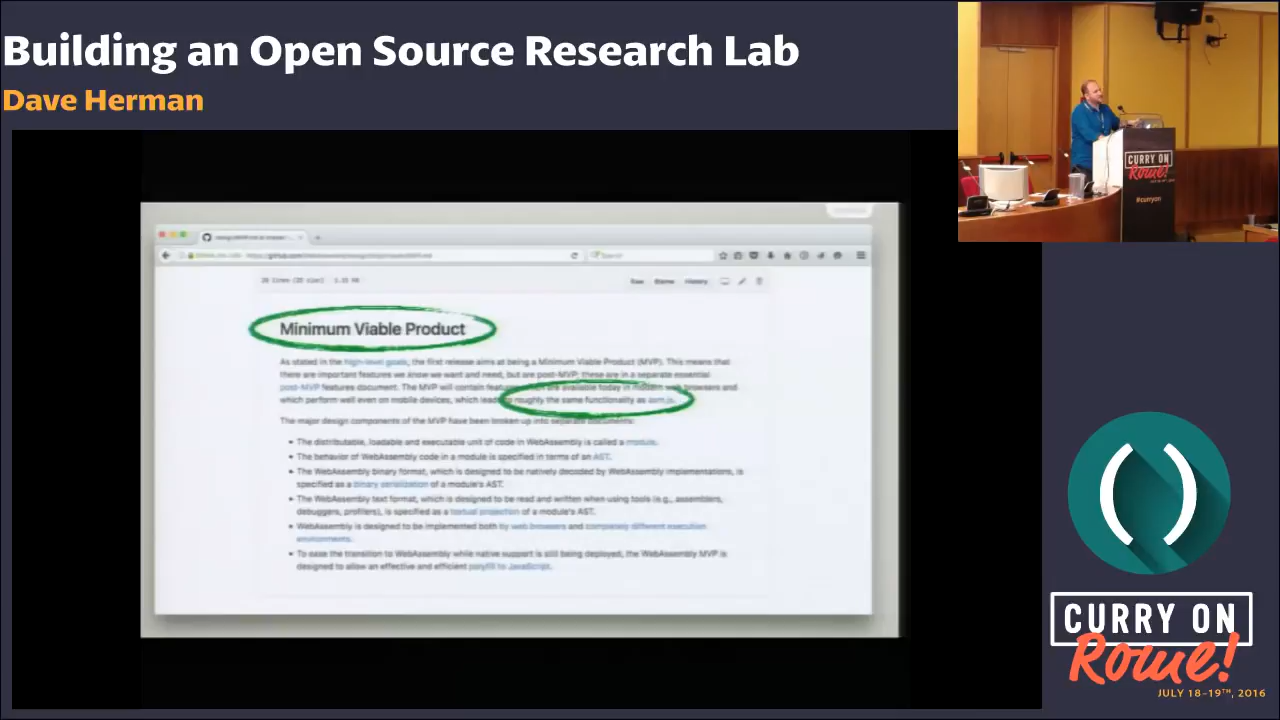 Building an Open Source Research Lab
Dave Herman
CURRY ON
Rome!
#curryon
Search
Raw Blame History
Minimum Viable Product
As stated in the high-level goals, the first release aims at being a Minimum Viable Product (MVP). This means that
there are important features we know we want and need, but are post-MVP; these are in a separate essential
post-MVP features document. The MVP will contain features which are available today in modern web browsers and
which perform well even on mobile devices, which leads to roughly the same functionality as asm.js.
The major design components of the MVP have been broken up into separate documents:
• The distributable, loadable and executable unit of code in WebAssembly is called a module.
• The behavior of WebAssembly code in a module is specified in terms of an AST.
• The WebAssembly binary format, which is designed to be natively decoded by WebAssembly implementations, is
specified as a binary serialization of a module's AST.
• The WebAssembly text format, which is designed to be read and written when using tools (e.g., assemblers,
debuggers, profilers), is specified as a textual projection of a module's AST.
• WebAssembly is designed to be implemented both by web browsers and completely different execution
environments.
• To ease the transition to WebAssembly while native support is still being deployed, the WebAssembly MVP is
designed to allow an effective and efficient polyfill to JavaScript.
CURRY ON
Rome!
JULY 18-19TH, 2016